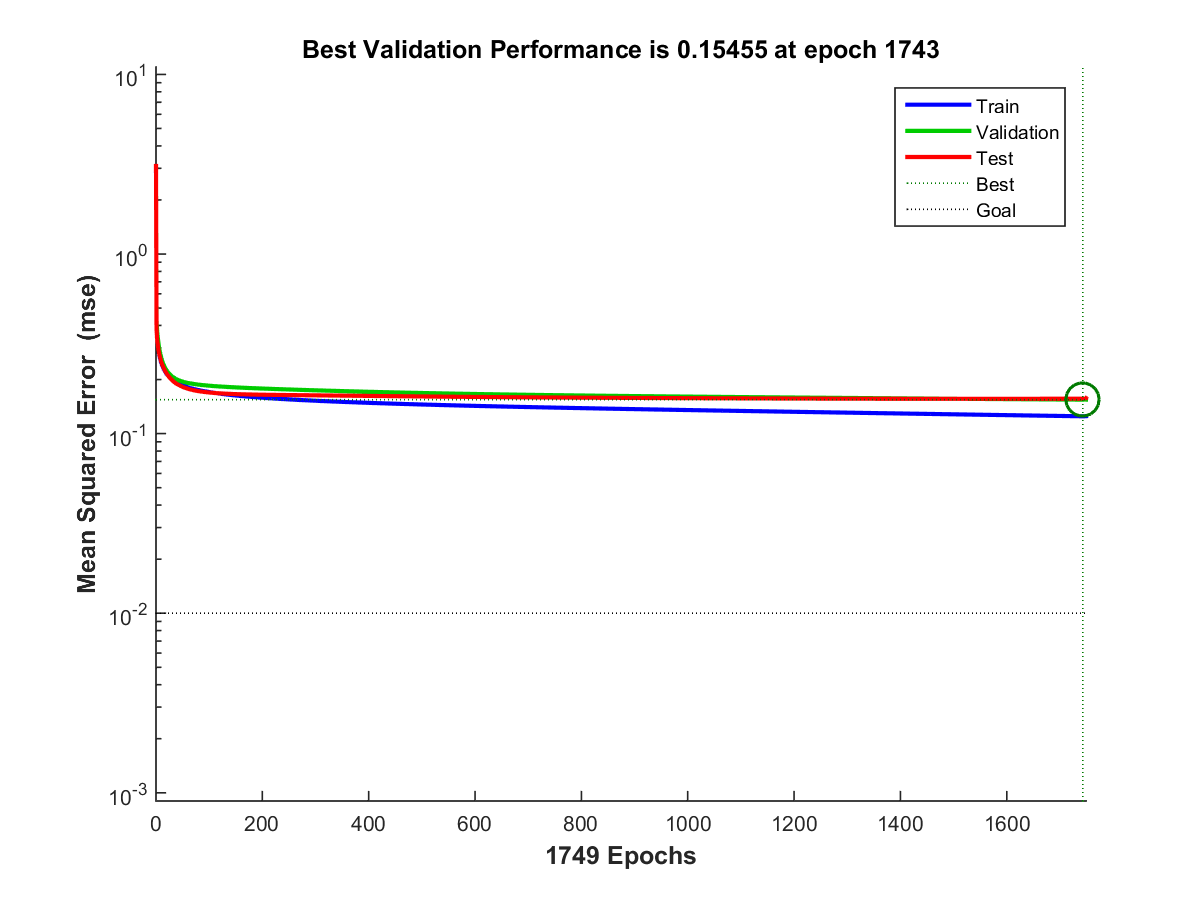 Best Validation Performance is 0.15455 at epoch 1743
10^1
10^0
10^-1
10^-2
10^-3
Mean Squared Error (mse)
Train
Validation
Test
Best
Goal
0 200 400 600 800 1000 1200 1400 1600
1749 Epochs